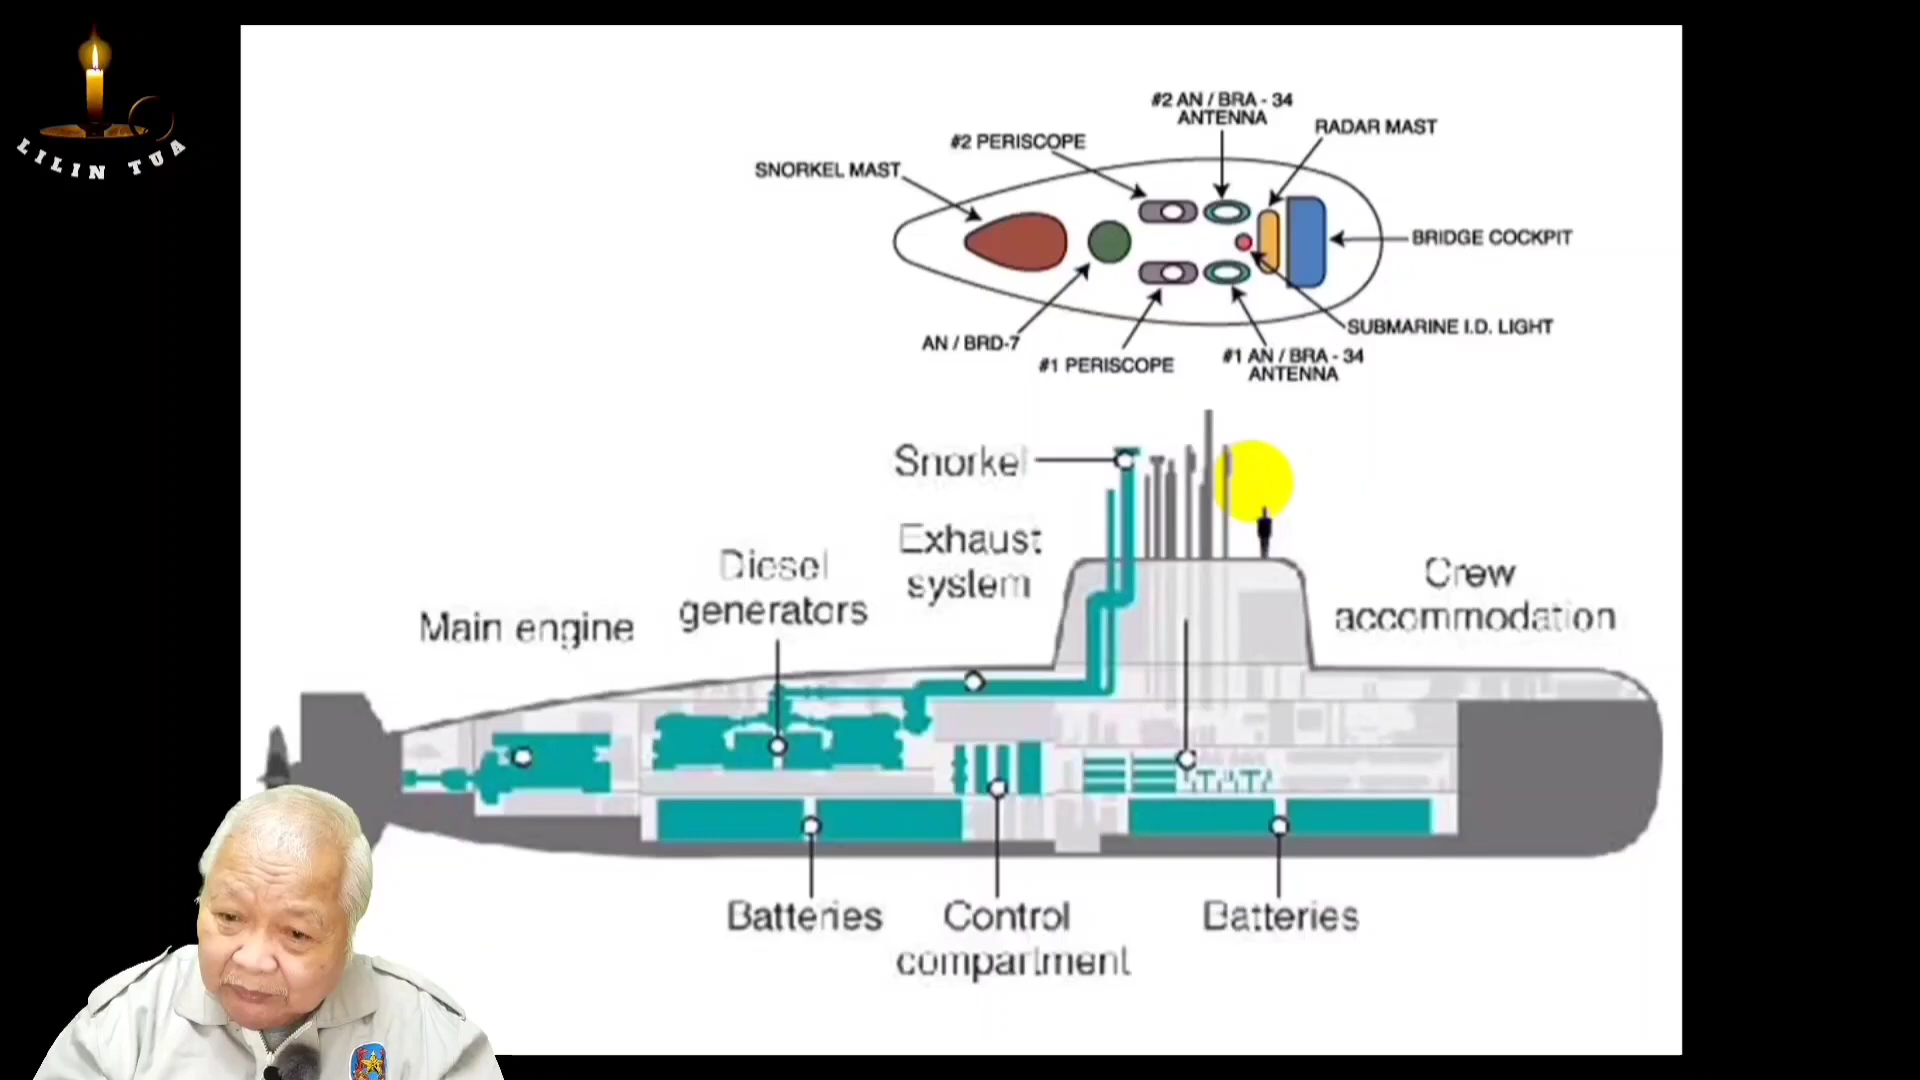 LILIN TUA
#2 AN / BRA - 34
ANTENNA
RADAR MAST
#2 PERISCOPE
SNORKEL MAST
BRIDGE COCKPIT
SUBMARINE I.D. LIGHT
AN / BRD-7
#1 PERISCOPE
#1 AN / BRA - 34
ANTENNA
Snorkel
Exhaust
system
Diesel
generators
Main engine
Crew
accommodation
Batteries
Control
compartment
Batteries